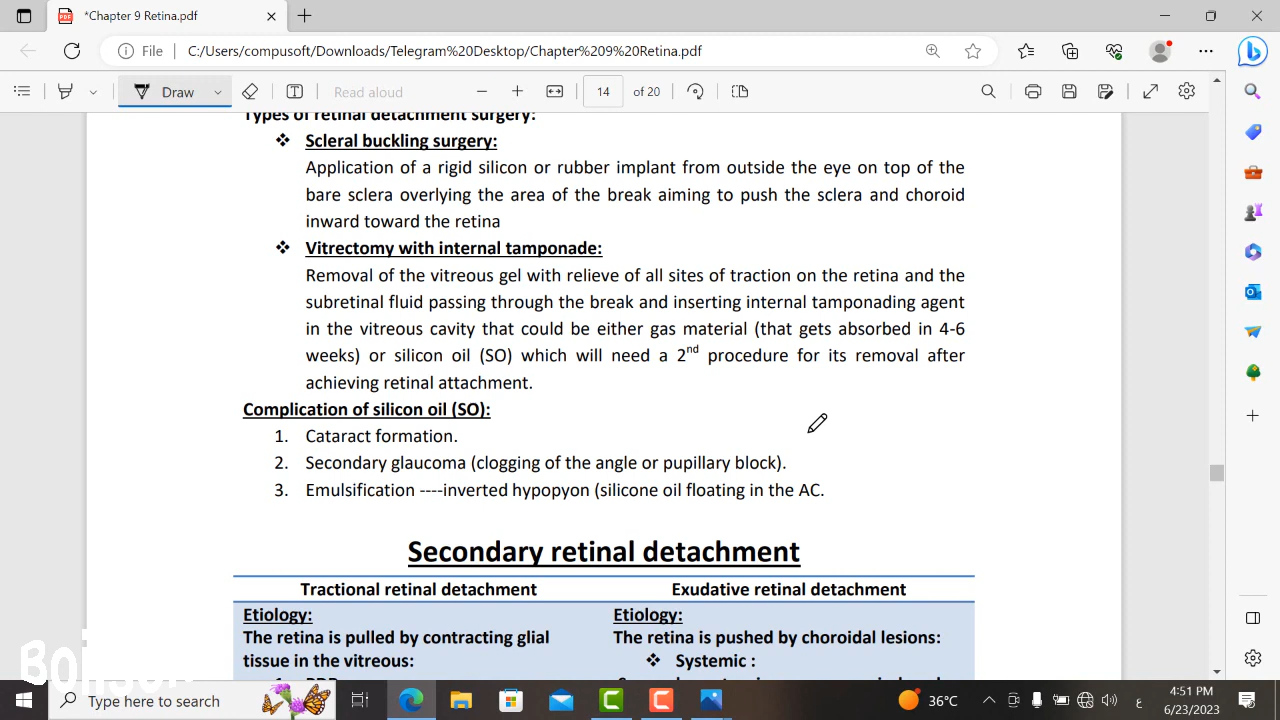 *Chapter 9 Retina.pdf
File C:/Users/compusoft/Downloads/Telegram%20Desktop/Chapter%209%20Retina.pdf
Draw
Read aloud
14 of 20
Types of retinal detachment surgery:
❖ Scleral buckling surgery:
Application of a rigid silicon or rubber implant from outside the eye on top of the
bare sclera overlying the area of the break aiming to push the sclera and choroid
inward toward the retina
❖ Vitrectomy with internal tamponade:
Removal of the vitreous gel with relieve of all sites of traction on the retina and the
subretinal fluid passing through the break and inserting internal tamponading agent
in the vitreous cavity that could be either gas material (that gets absorbed in 4-6
weeks) or silicon oil (SO) which will need a 2nd procedure for its removal after
achieving retinal attachment.
Complication of silicon oil (SO):
1. Cataract formation.
2. Secondary glaucoma (clogging of the angle or pupillary block).
3. Emulsification ----inverted hypopyon (silicone oil floating in the AC.
Secondary retinal detachment
Tractional retinal detachment Exudative retinal detachment
Etiology: Etiology:
The retina is pulled by contracting glial The retina is pushed by choroidal lesions:
tissue in the vitreous: ❖ Systemic :
Type here to search
36°C
ع
4:51 PM
6/23/2023